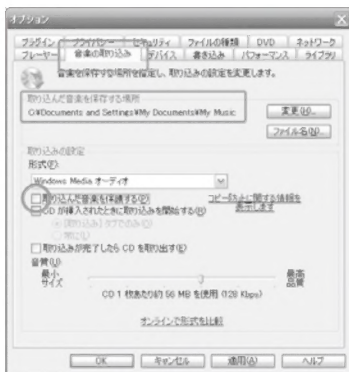 オプション
プラグイン プライバシー セキュリティ ファイルの種類 DVD ネットワーク
プレーヤー 音楽の取り込み デバイス 書き込み パフォーマンス ライブラリ
音楽を保存する場所を指定し、取り込みの設定を変更します。
取り込んだ音楽を保存する場所
C:¥Documents and Settings¥My Documents¥My Music
変更(H)...
ファイル名(N)...
取り込みの設定
形式(F):
Windows Media オーディオ
取り込んだ音楽を保護する(P)
コピー防止に関する情報を表示します
CD が挿入されたときに取り込みを開始する(R)
[取り込み] タブでのみ(O)
常に(L)
取り込みが完了したら CD を取り出す(E)
音質(U):
最小サイズ
最高品質
CD 1 枚あたり約 56 MB を使用 (128 Kbps)
オンラインで形式を比較
OK キャンセル 適用(A) ヘルプ